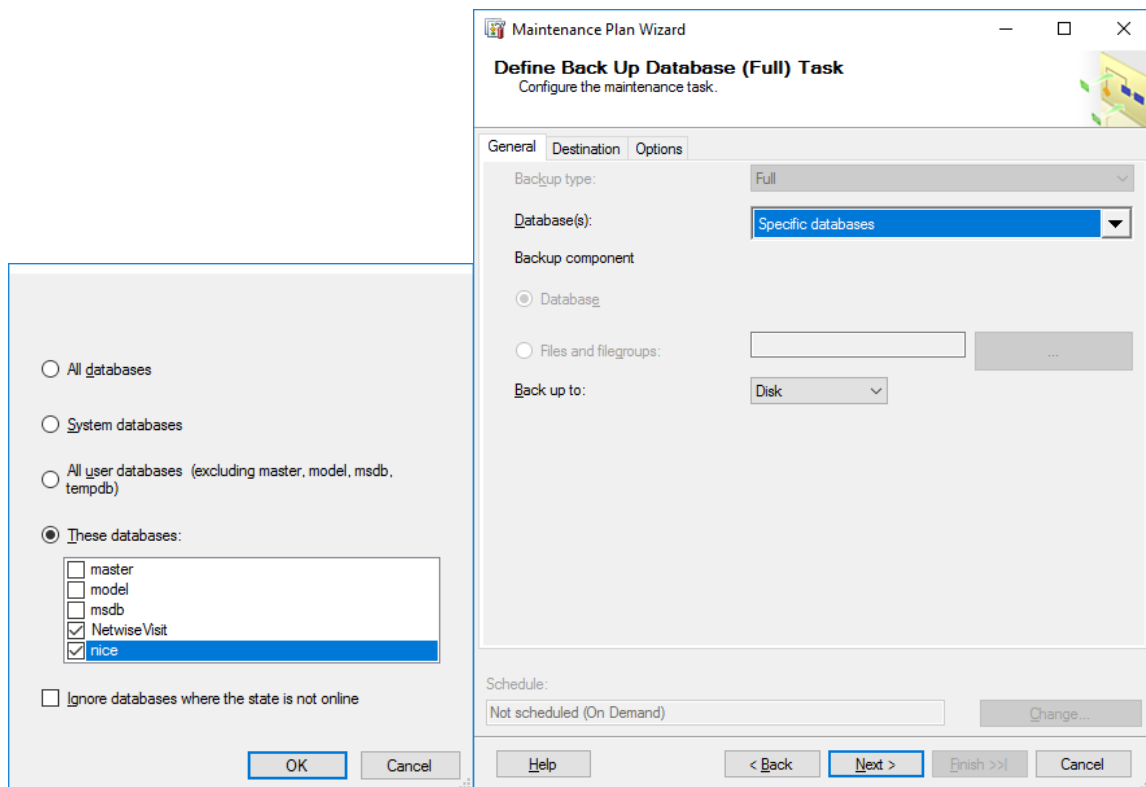 Maintenance Plan Wizard
Define Back Up Database (Full) Task
Configure the maintenance task.
General Destination Options
Backup type: Full
Database(s): Specific databases
Backup component
Database
Files and filegroups: ...
Back up to: Disk
Schedule:
Not scheduled (On Demand) Change...
Help < Back Next > Finish >>| Cancel
All databases
System databases
All user databases (excluding master, model, msdb,
tempdb)
These databases:
master
model
msdb
NetwiseVisit
nice
Ignore databases where the state is not online
OK Cancel